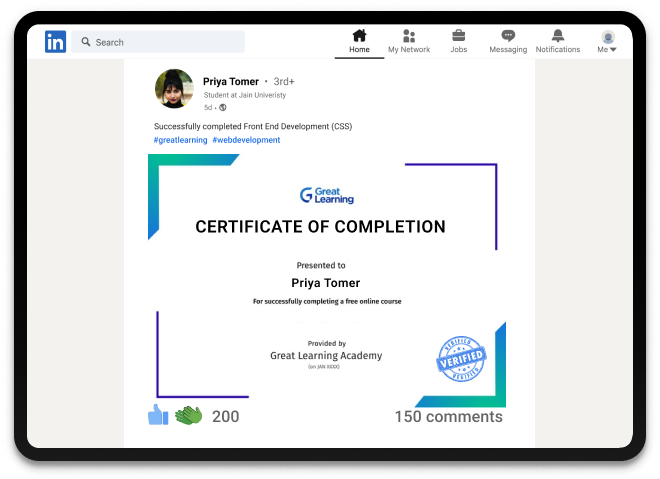 in
Search
Home
My Network
Jobs
Messaging
Notifications
Me
Priya Tomer • 3rd+
Student at Jain Univeristy
5d •
Successfully completed Front End Development (CSS)
#greatlearning #webdevelopment
Great
Learning
CERTIFICATE OF COMPLETION
Presented to
Priya Tomer
For successfully completing a free online course
Provided by
Great Learning Academy
(on JAN XXXX)
VERIFIED
VERIFIED
VERIFIED
200
150 comments